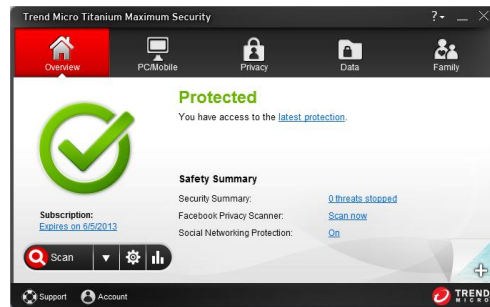 Trend Micro Titanium Maximum Security
?
Overview
PC/Mobile
Privacy
Data
Family
Protected
You have access to the latest protection.
Safety Summary
Security Summary: 0 threats stopped
Facebook Privacy Scanner: Scan now
Social Networking Protection: On
Subscription:
Expires on 6/5/2013
Scan
Support
Account
TREND
MICRO